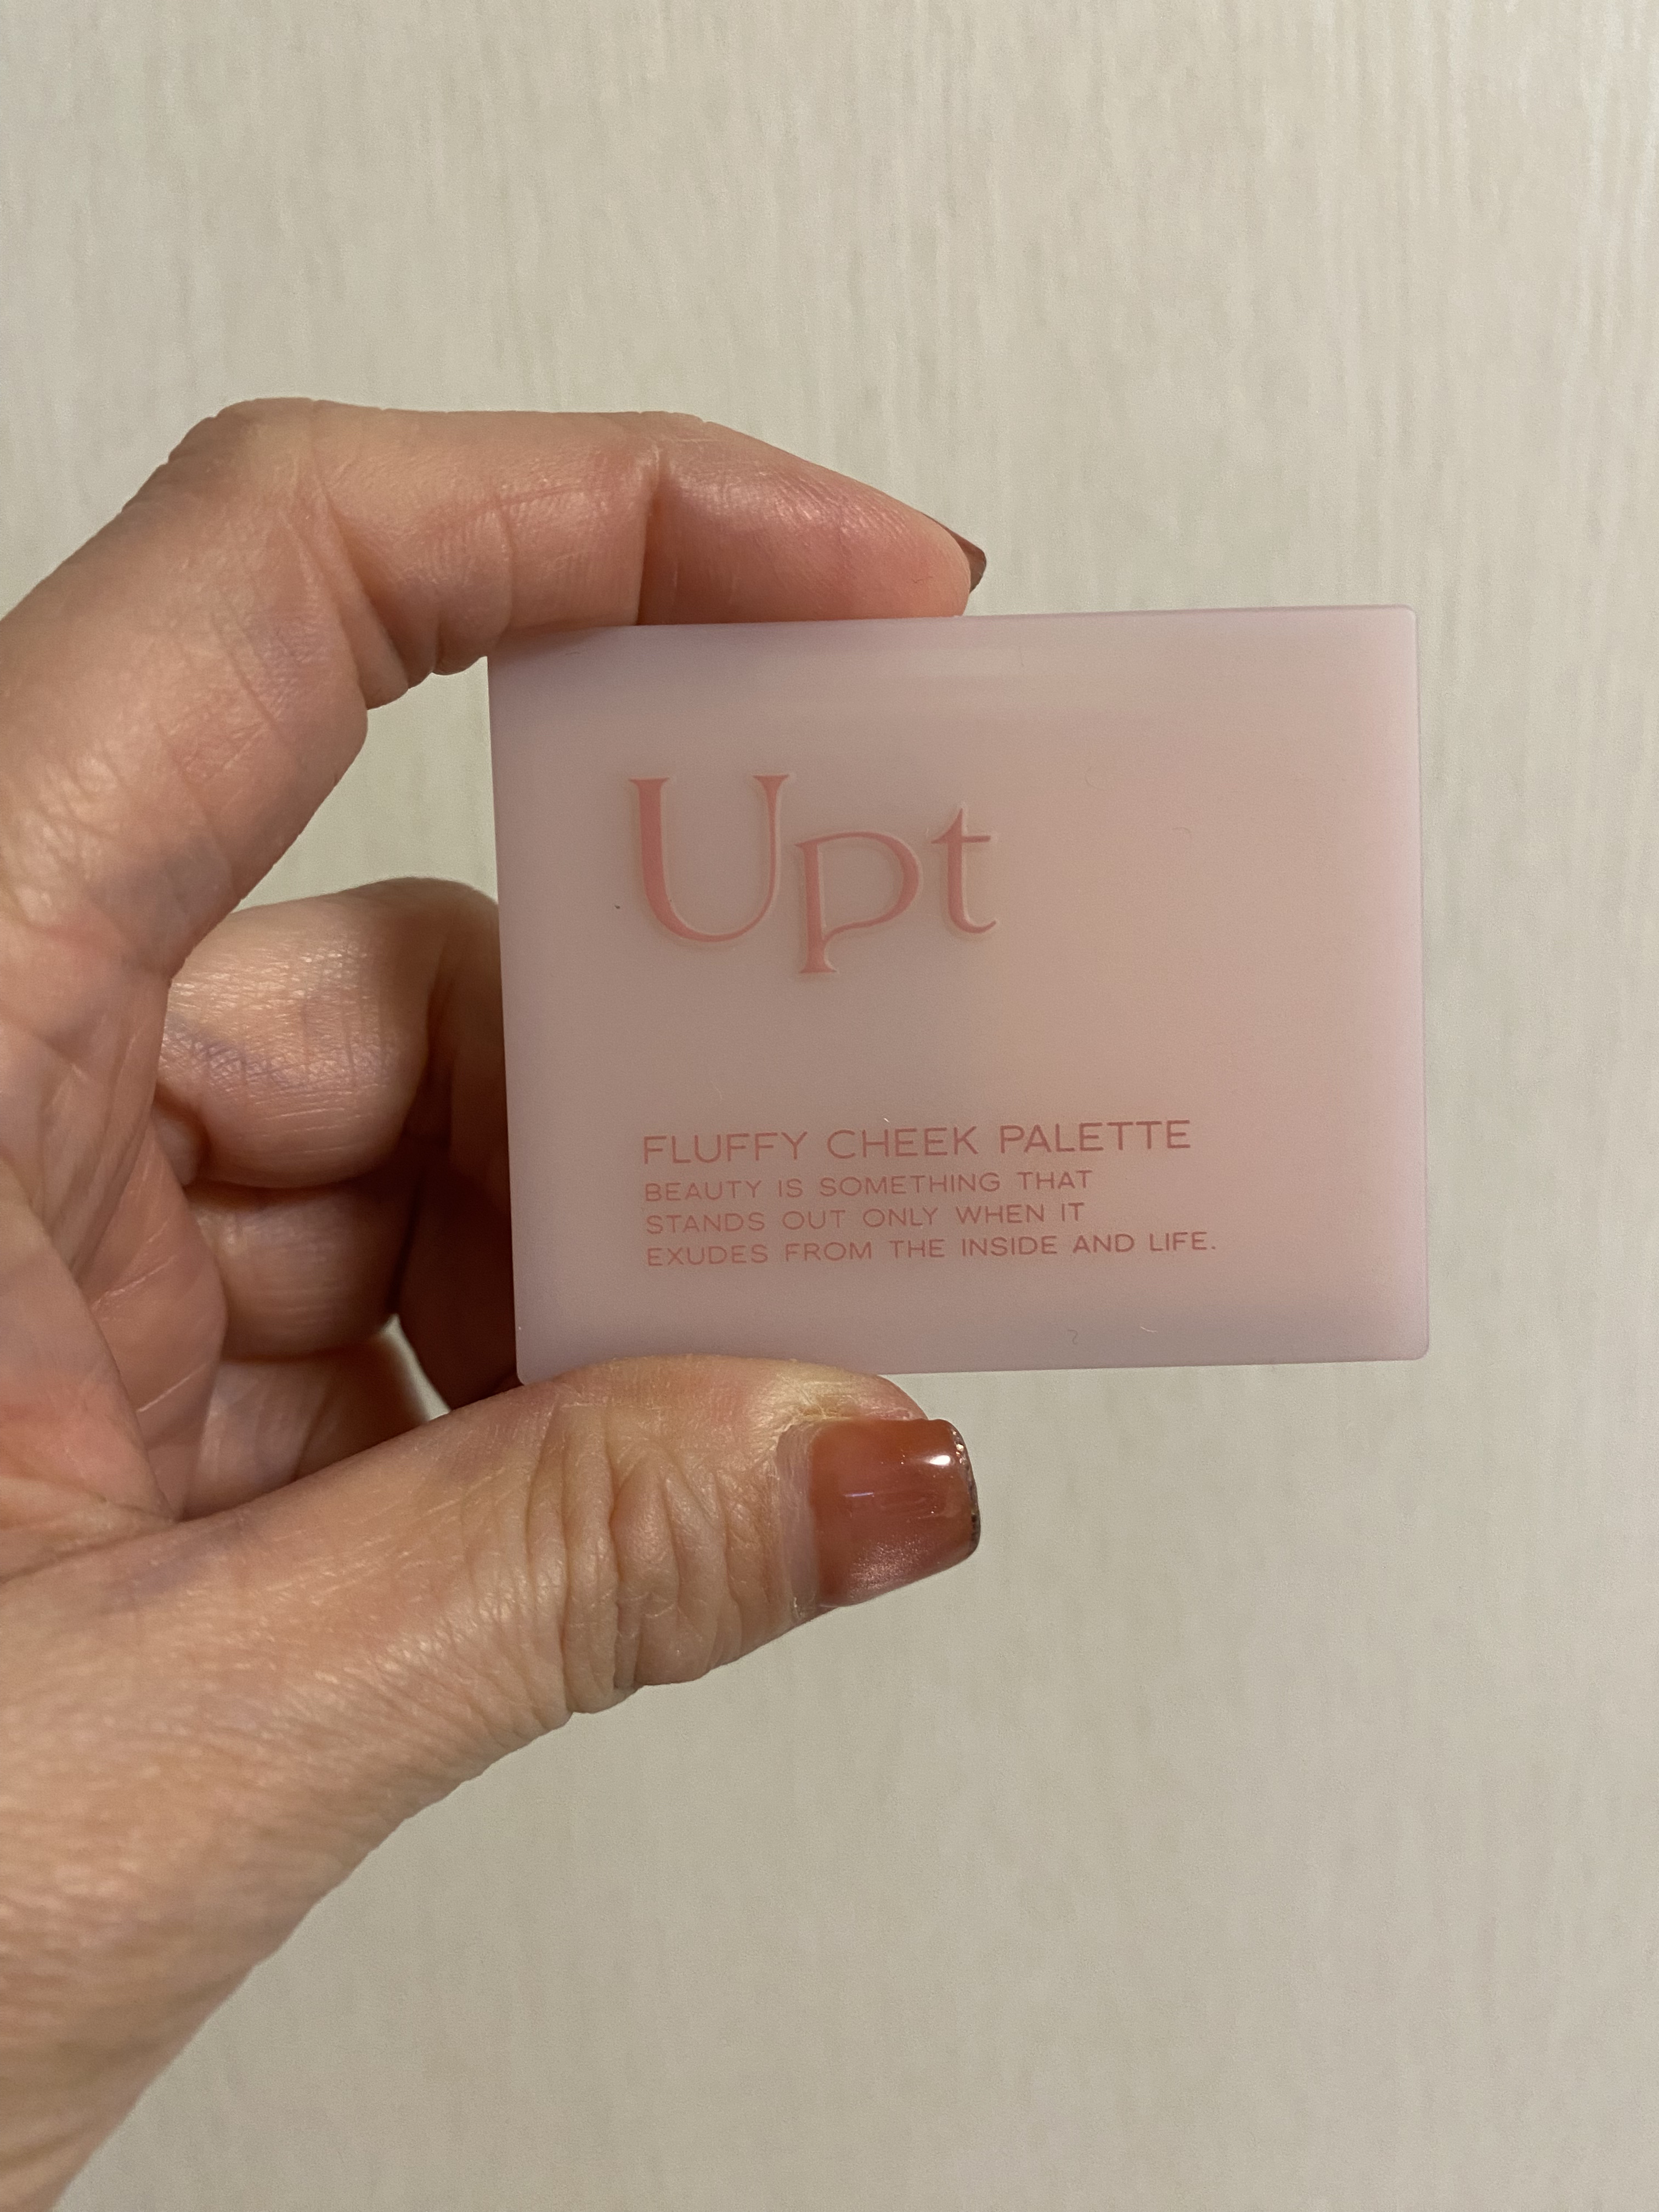 Upt
FLUFFY CHEEK PALETTE
BEAUTY IS SOMETHING THAT
STANDS OUT ONLY WHEN IT
EXUDES FROM THE INSIDE AND LIFE.